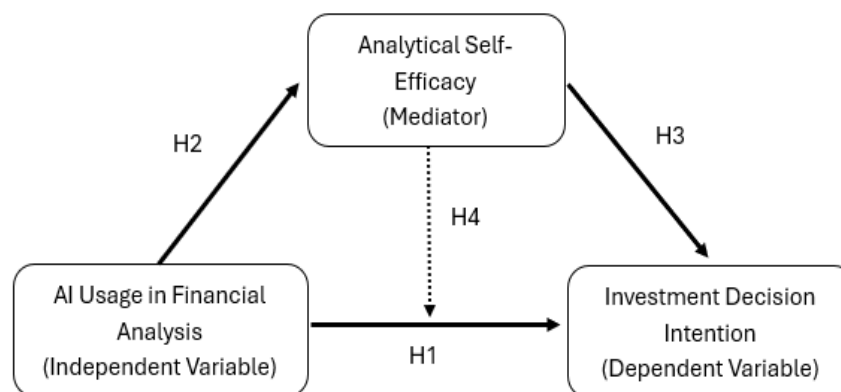 Analytical Self-
Efficacy
(Mediator)
H2
H3
H4
AI Usage in Financial
Analysis
(Independent Variable)
H1
Investment Decision
Intention
(Dependent Variable)